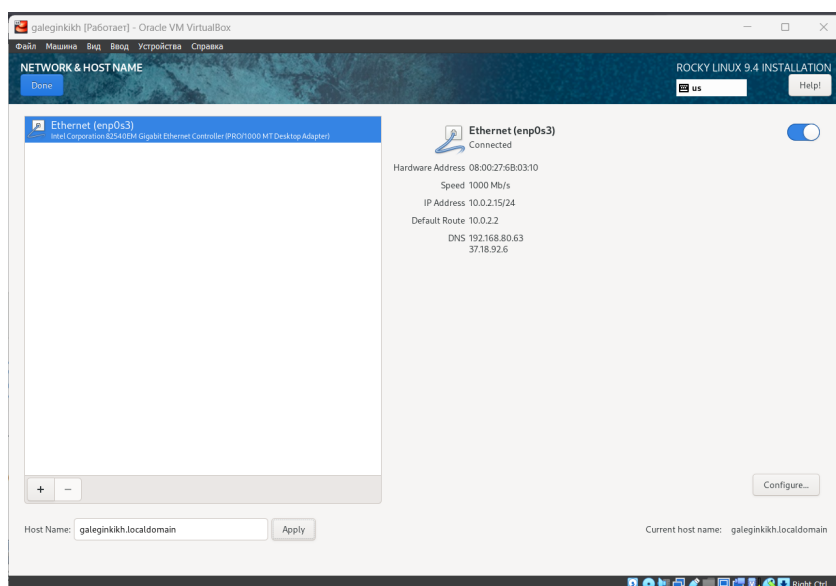 galeginkikh [Работает] - Oracle VM VirtualBox
Файл Машина Вид Ввод Устройства Справка
NETWORK & HOST NAME
ROCKY LINUX 9.4 INSTALLATION
Done
us
Help!
Ethernet (enp0s3)
Intel Corporation 82540EM Gigabit Ethernet Controller (PRO/1000 MT Desktop Adapter)
Ethernet (enp0s3)
Connected
Hardware Address 08:00:27:6B:03:10
Speed 1000 Mb/s
IP Address 10.0.2.15/24
Default Route 10.0.2.2
DNS 192.168.80.63
37.18.92.6
+ −
Configure...
Host Name: galeginkikh.localdomain Apply
Current host name: galeginkikh.localdomain
Right Ctrl